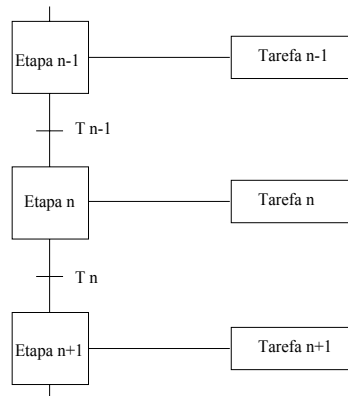 Etapa n-1
Tarefa n-1
T n-1
Etapa n
Tarefa n
T n
Etapa n+1
Tarefa n+1